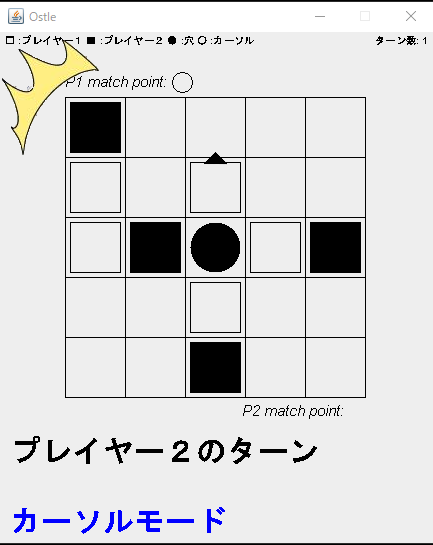 Ostle
□ :プレイヤー１ ■ :プレイヤー２ ● :穴 ○ :カーソル ターン数: 1
P1 match point:
P2 match point:
プレイヤー２のターン
カーソルモード